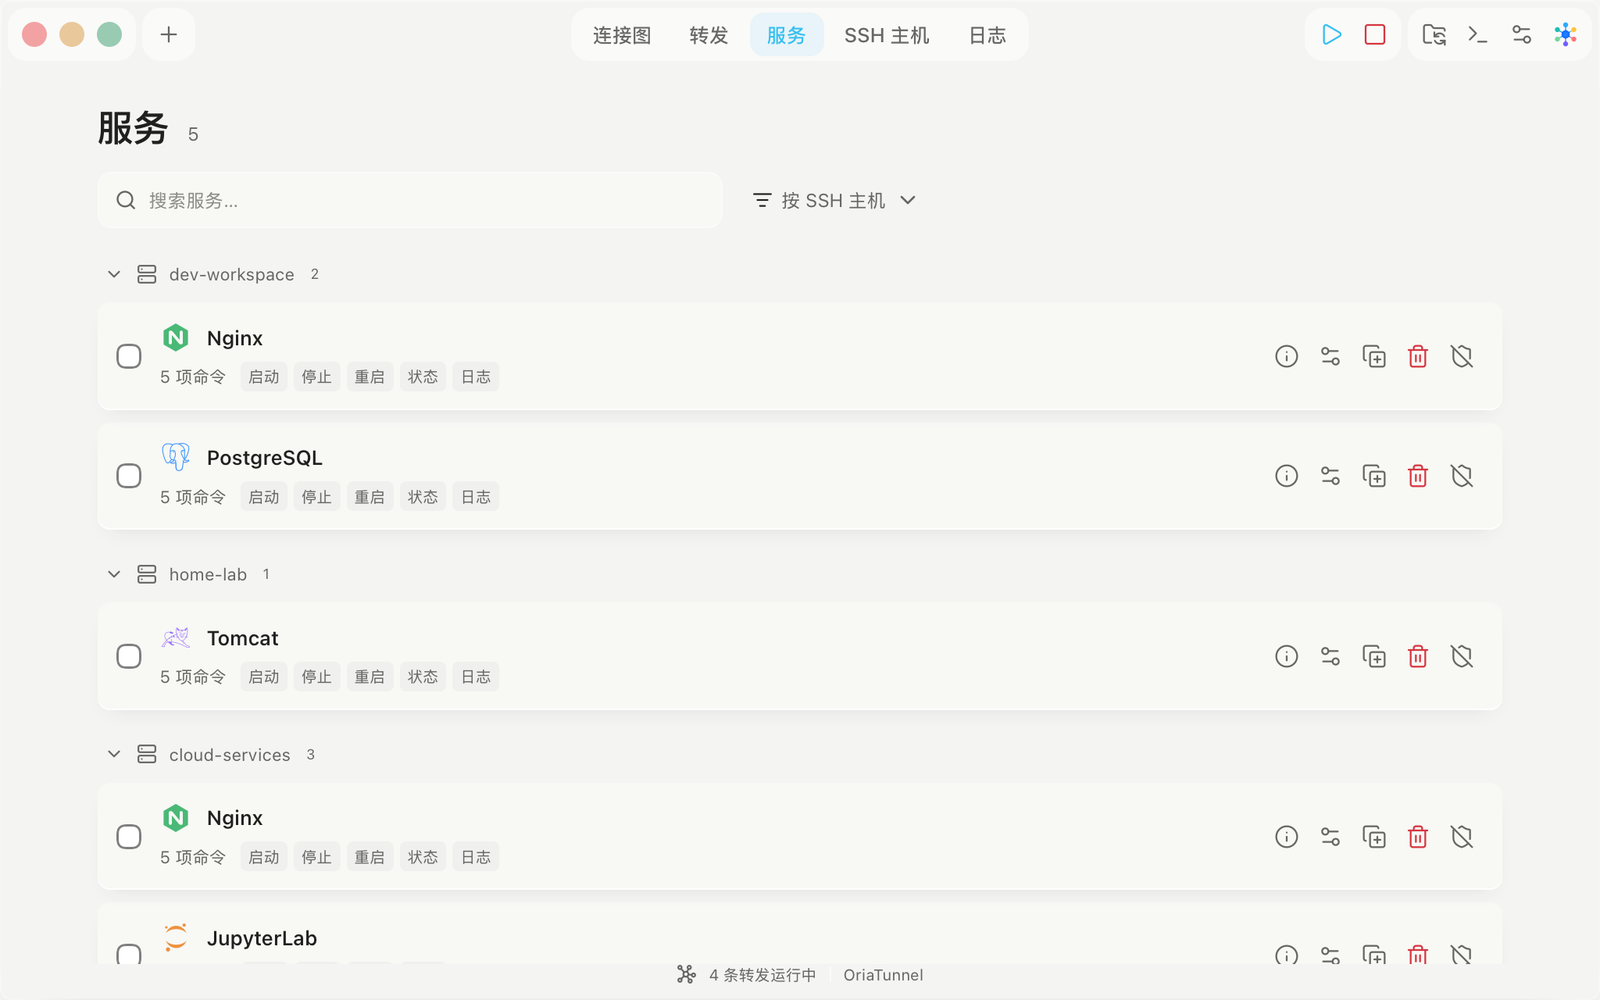 连接图 转发 服务 SSH 主机 日志
服务 5
搜索服务... 按 SSH 主机
dev-workspace 2
Nginx
5 项命令 启动 停止 重启 状态 日志
PostgreSQL
5 项命令 启动 停止 重启 状态 日志
home-lab 1
Tomcat
5 项命令 启动 停止 重启 状态 日志
cloud-services 3
Nginx
5 项命令 启动 停止 重启 状态 日志
JupyterLab
4 条转发运行中 OriaTunnel